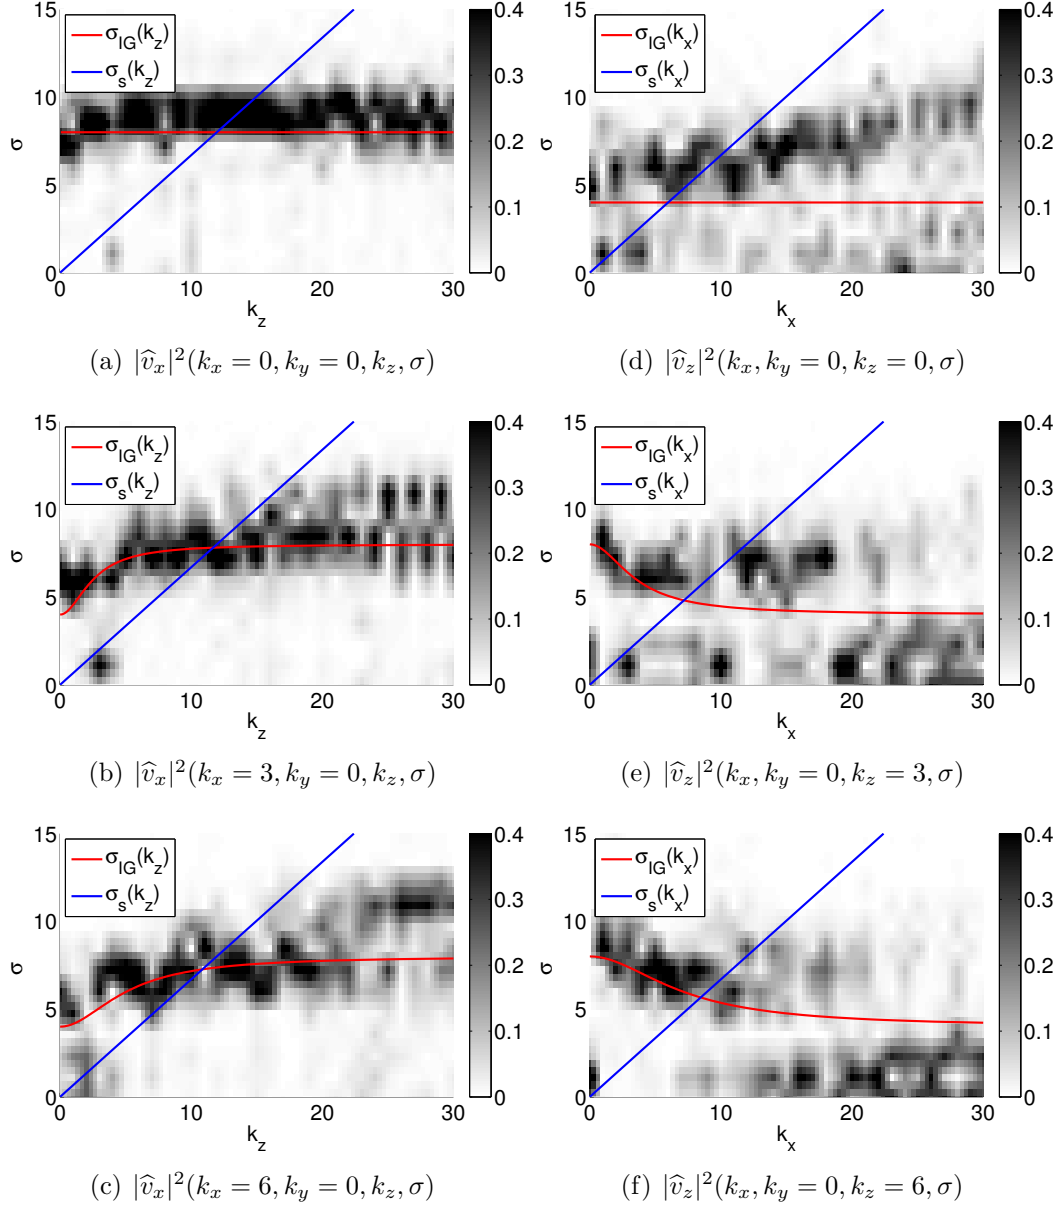 15
10
5
0
σ
σ_IG(k_z)
σ_s(k_z)
0 10 20 30
k_z
0.4
0.3
0.2
0.1
0
(a) |v̂_x|²(k_x = 0, k_y = 0, k_z, σ)
15
10
5
0
σ
σ_IG(k_x)
σ_s(k_x)
0 10 20 30
k_x
0.4
0.3
0.2
0.1
0
(d) |v̂_z|²(k_x, k_y = 0, k_z = 0, σ)
15
10
5
0
σ
σ_IG(k_z)
σ_s(k_z)
0 10 20 30
k_z
0.4
0.3
0.2
0.1
0
(b) |v̂_x|²(k_x = 3, k_y = 0, k_z, σ)
15
10
5
0
σ
σ_IG(k_x)
σ_s(k_x)
0 10 20 30
k_x
0.4
0.3
0.2
0.1
0
(e) |v̂_z|²(k_x, k_y = 0, k_z = 3, σ)
15
10
5
0
σ
σ_IG(k_z)
σ_s(k_z)
0 10 20 30
k_z
0.4
0.3
0.2
0.1
0
(c) |v̂_x|²(k_x = 6, k_y = 0, k_z, σ)
15
10
5
0
σ
σ_IG(k_x)
σ_s(k_x)
0 10 20 30
k_x
0.4
0.3
0.2
0.1
0
(f) |v̂_z|²(k_x, k_y = 0, k_z = 6, σ)